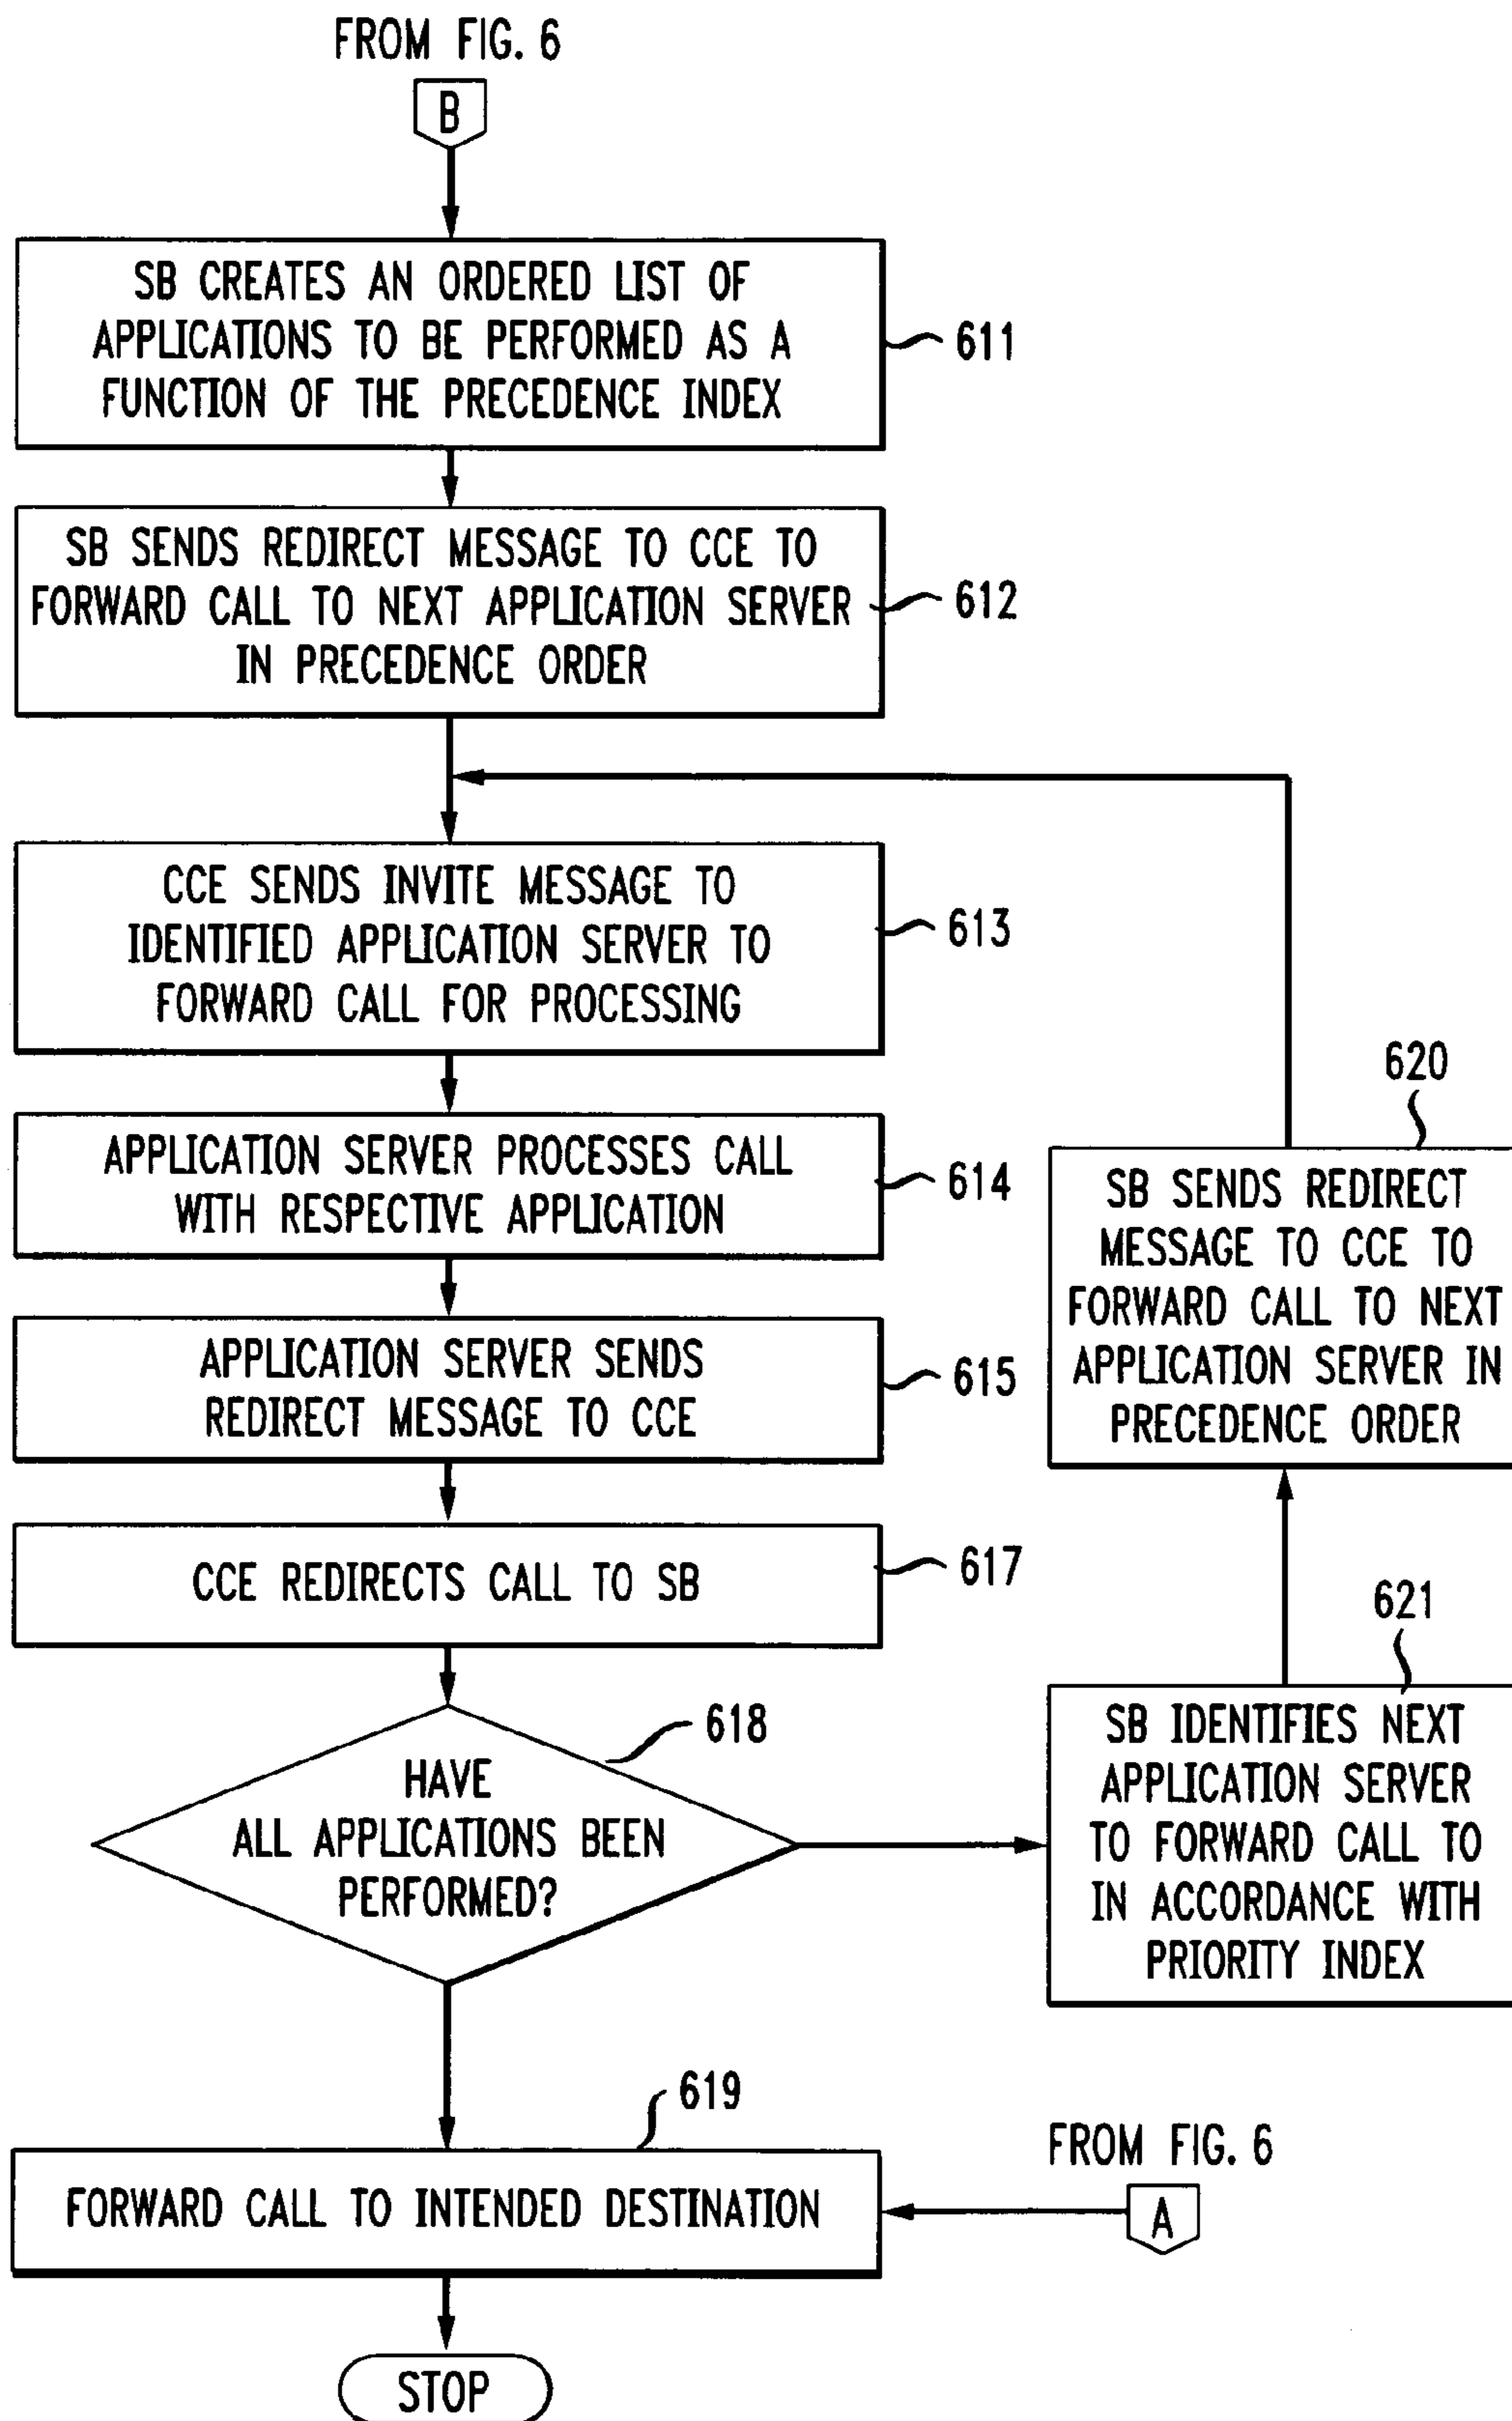 FROM FIG. 6
B
SB CREATES AN ORDERED LIST OF
APPLICATIONS TO BE PERFORMED AS A
FUNCTION OF THE PRECEDENCE INDEX
611
SB SENDS REDIRECT MESSAGE TO CCE TO
FORWARD CALL TO NEXT APPLICATION SERVER
IN PRECEDENCE ORDER
612
CCE SENDS INVITE MESSAGE TO
IDENTIFIED APPLICATION SERVER TO
FORWARD CALL FOR PROCESSING
613
APPLICATION SERVER PROCESSES CALL
WITH RESPECTIVE APPLICATION
614
APPLICATION SERVER SENDS
REDIRECT MESSAGE TO CCE
615
CCE REDIRECTS CALL TO SB
617
HAVE
ALL APPLICATIONS BEEN
PERFORMED?
618
620
SB SENDS REDIRECT
MESSAGE TO CCE TO
FORWARD CALL TO NEXT
APPLICATION SERVER IN
PRECEDENCE ORDER
621
SB IDENTIFIES NEXT
APPLICATION SERVER
TO FORWARD CALL TO
IN ACCORDANCE WITH
PRIORITY INDEX
619
FORWARD CALL TO INTENDED DESTINATION
FROM FIG. 6
A
STOP